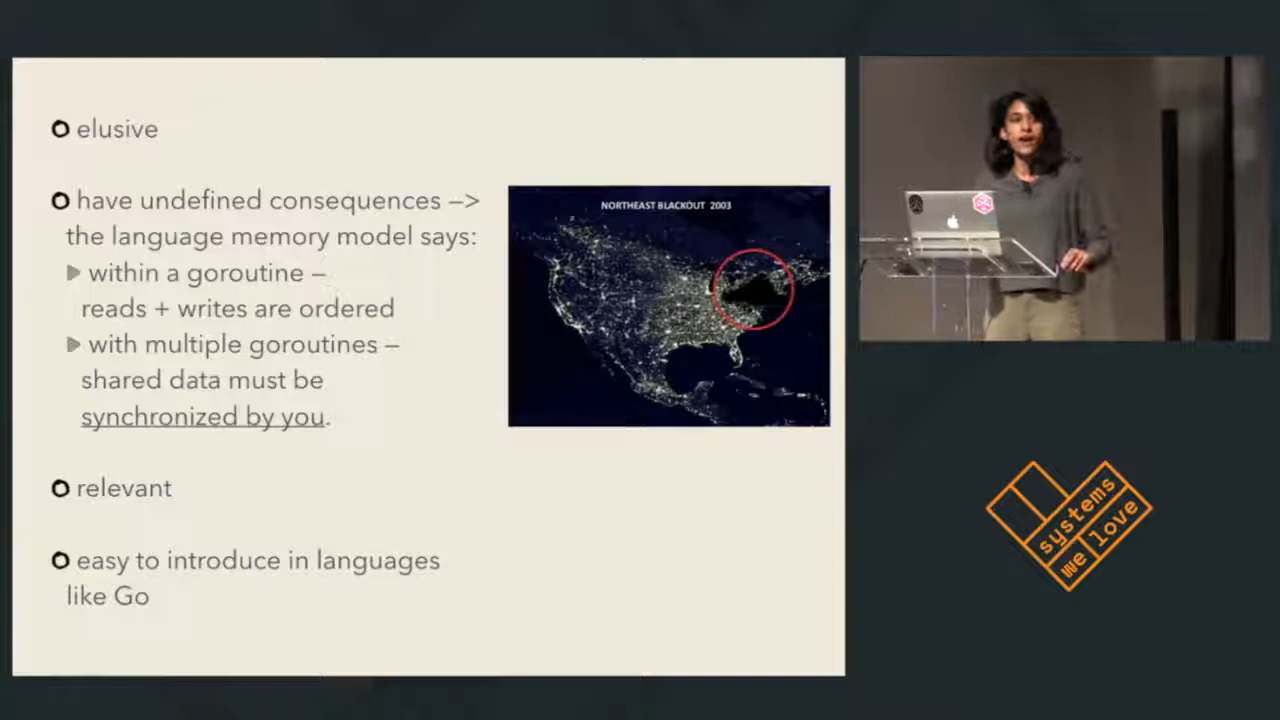 elusive
have undefined consequences —>
the language memory model says:
within a goroutine —
reads + writes are ordered
with multiple goroutines —
shared data must be
synchronized by you.
relevant
easy to introduce in languages
like Go
NORTHEAST BLACKOUT 2003
systems
we love